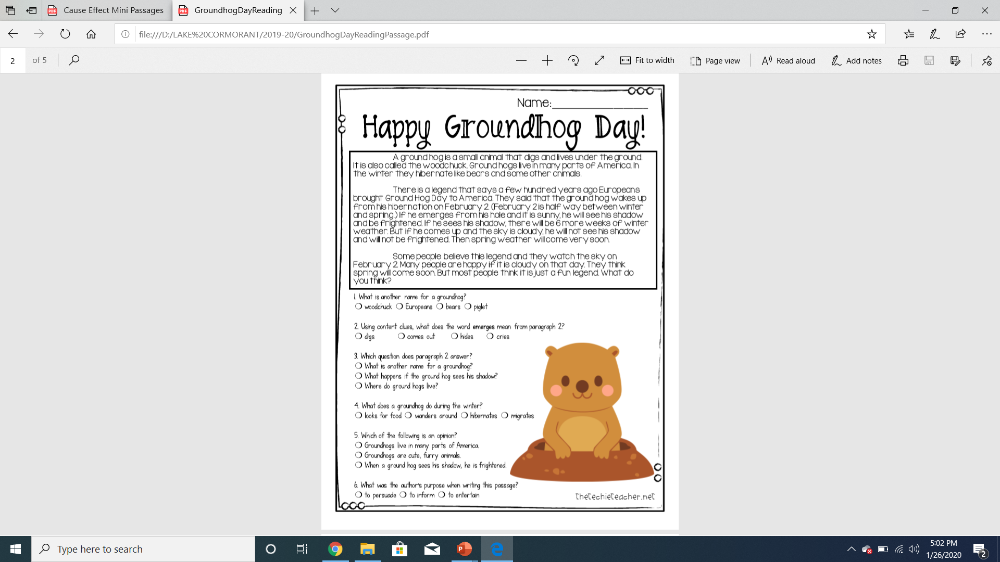 Cause Effect Mini Passages
GroundhogDayReading
file:///D:/LAKE%20CORMORANT/2019-20/GroundhogDayReadingPassage.pdf
2 of 5
Fit to width
Page view
Read aloud
Add notes
Name:
Happy Groundhog Day!
A ground hog is a small animal that digs and lives under the ground.
It is also called the woodchuck. Ground hogs live in many parts of America. In
the winter they hibernate like bears and some other animals.
There is a legend that says a few hundred years ago Europeans
brought Ground Hog Day to America. They said that the ground hog wakes up
from his hibernation on February 2. (February 2 is half way between winter
and spring.) If he emerges from his hole and it is sunny, he will see his shadow
and be frightened. If he sees his shadow, there will be 6 more weeks of winter
weather. But if he comes up and the sky is cloudy, he will not see his shadow
and will not be frightened. Then spring weather will come very soon.
Some people believe this legend and they watch the sky on
February 2. Many people are happy if it is cloudy on that day. They think
spring will come soon. But most people think it is just a fun legend. What do
you think?
1. What is another name for a groundhog?
woodchuck Europeans bears piglet
2. Using content clues, what does the word emerges mean from paragraph 2?
digs comes out hides cries
3. Which question does paragraph 2 answer?
What is another name for a groundhog?
What happens if the ground hog sees his shadow?
Where do ground hogs live?
4. What does a groundhog do during the winter?
looks for food wanders around hibernates migrates
5. Which of the following is an opinion?
Groundhogs live in many parts of America.
Groundhogs are cute, furry animals.
When a ground hog sees his shadow, he is frightened.
6. What was the author's purpose when writing this passage?
to persuade to inform to entertain
thetechieteacher.net
Type here to search
5:02 PM
1/26/2020
2